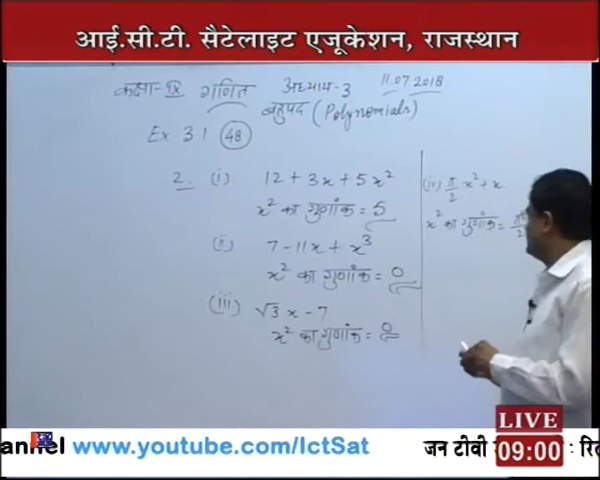 आई.सी.टी. सैटेलाइट एजूकेशन, राजस्थान
कक्षा-IX गणित अध्याय-3 11.07.2018
बहुपद (Polynomials)
Ex 3.1 (48)
2. (i) 12 + 3x + 5x²
x² का गुणांक = 5
(ii) 7 - 11x + x³
x² का गुणांक = 0
(iii) √3 x - 7
x² का गुणांक = 0
(iv) π/2 x² + x
x² का गुणांक =
LIVE
09:00
annel www.youtube.com/IctSat
जन टीवी : रि